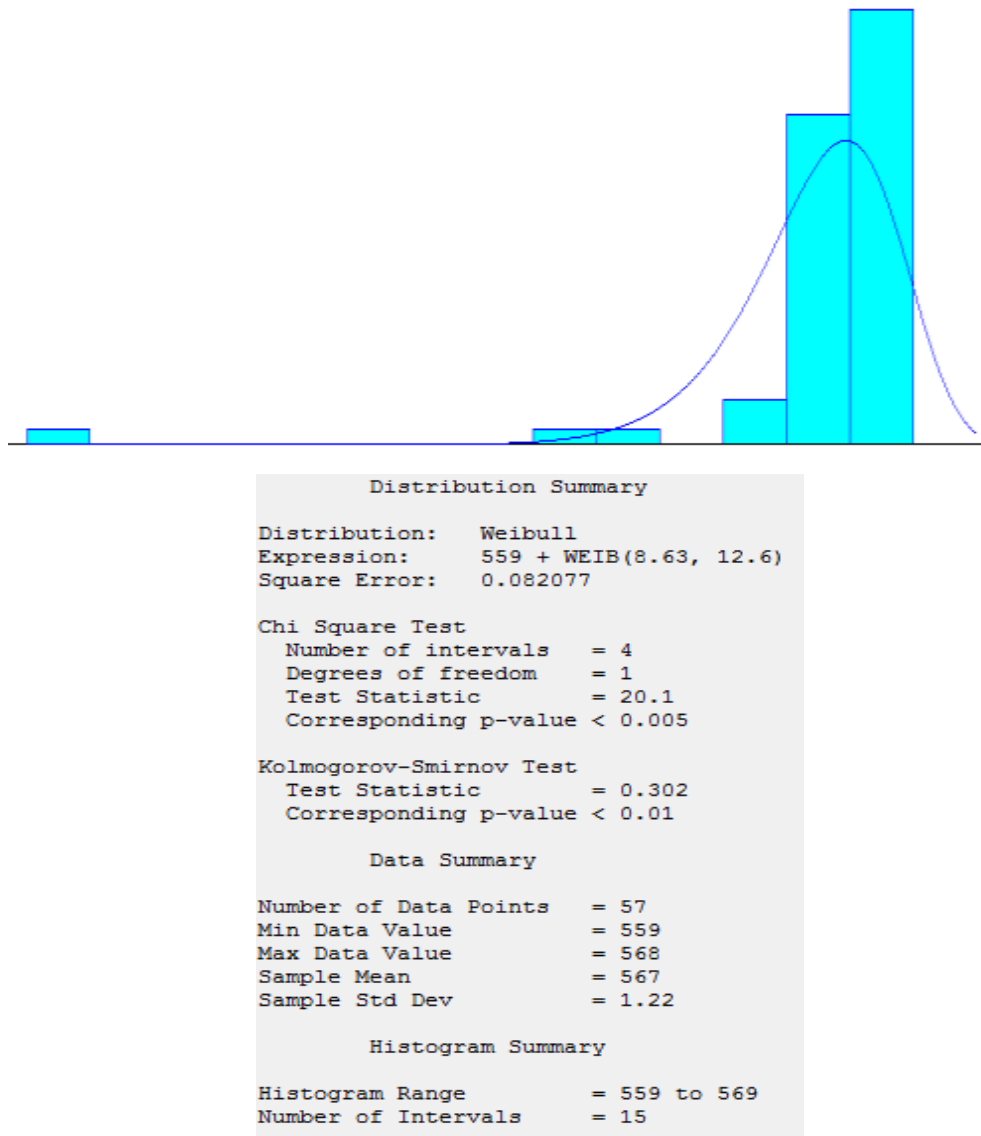 Distribution Summary
Distribution: Weibull
Expression: 559 + WEIB(8.63, 12.6)
Square Error: 0.082077
Chi Square Test
Number of intervals = 4
Degrees of freedom = 1
Test Statistic = 20.1
Corresponding p-value < 0.005
Kolmogorov-Smirnov Test
Test Statistic = 0.302
Corresponding p-value < 0.01
Data Summary
Number of Data Points = 57
Min Data Value = 559
Max Data Value = 568
Sample Mean = 567
Sample Std Dev = 1.22
Histogram Summary
Histogram Range = 559 to 569
Number of Intervals = 15